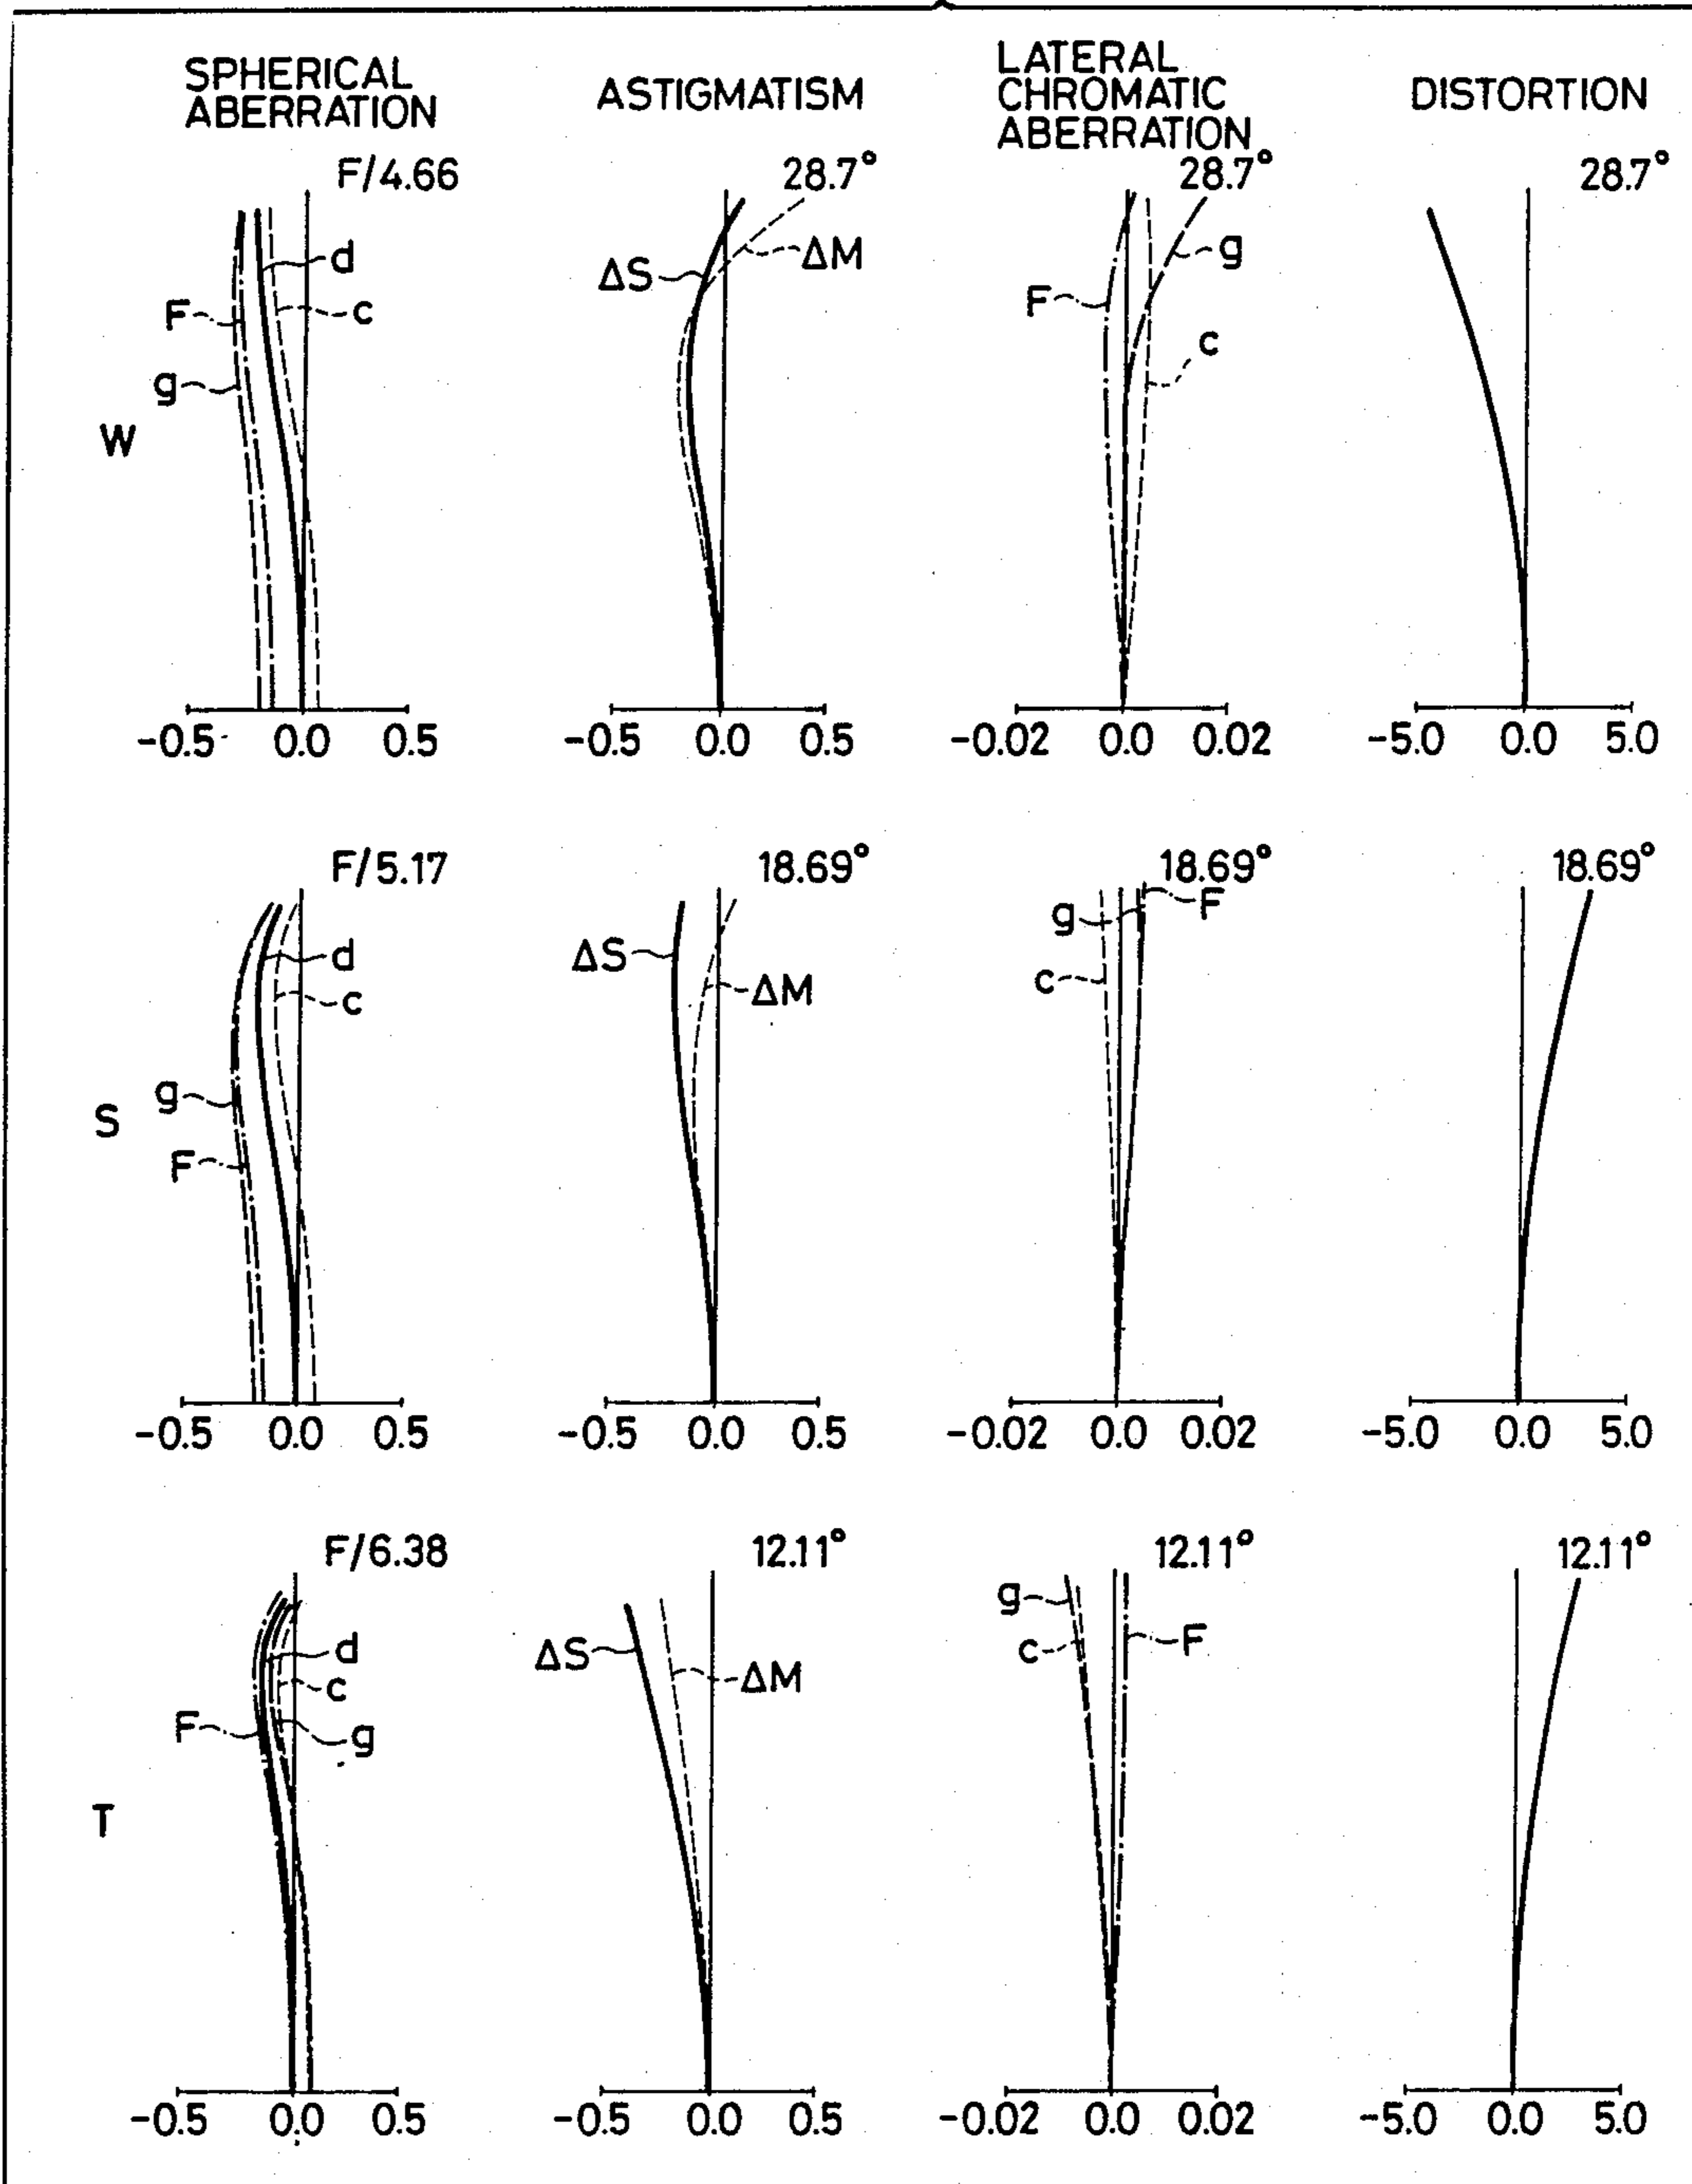 SPHERICAL
ABERRATION
ASTIGMATISM
LATERAL
CHROMATIC
ABERRATION
DISTORTION
F/4.66
28.7°
28.7°
28.7°
d
F
c
g
ΔS
ΔM
F
g
c
W
-0.5 0.0 0.5
-0.5 0.0 0.5
-0.02 0.0 0.02
-5.0 0.0 5.0
F/5.17
18.69°
18.69°
18.69°
d
c
g
F
ΔS
ΔM
g
F
c
S
-0.5 0.0 0.5
-0.5 0.0 0.5
-0.02 0.0 0.02
-5.0 0.0 5.0
F/6.38
12.11°
12.11°
12.11°
d
c
F
g
ΔS
ΔM
g
c
F
T
-0.5 0.0 0.5
-0.5 0.0 0.5
-0.02 0.0 0.02
-5.0 0.0 5.0